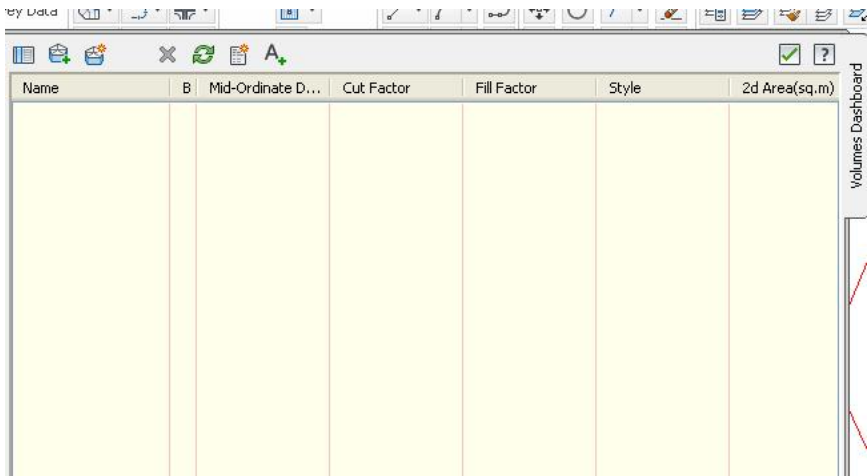 ey Data
A+
?
Name B Mid-Ordinate D... Cut Factor Fill Factor Style 2d Area(sq.m)
Volumes Dashboard